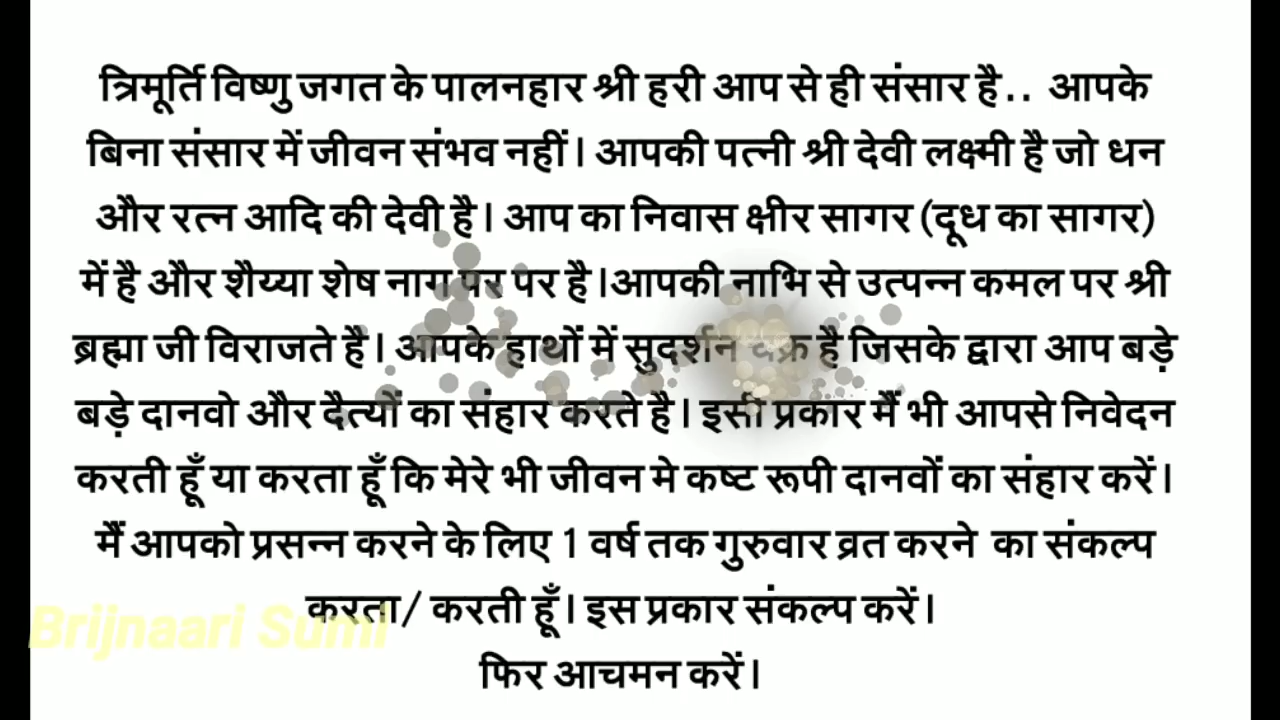 त्रिमूर्ति विष्णु जगत के पालनहार श्री हरी आप से ही संसार है.. आपके
बिना संसार में जीवन संभव नहीं। आपकी पत्नी श्री देवी लक्ष्मी है जो धन
और रत्न आदि की देवी है। आप का निवास क्षीर सागर (दूध का सागर)
में है और शैय्या शेष नाग पर पर है।आपकी नाभि से उत्पन्न कमल पर श्री
ब्रह्मा जी विराजते है। आपके हाथों में सुदर्शन चक्र है जिसके द्वारा आप बड़े
बड़े दानवो और दैत्यों का संहार करते है। इसी प्रकार मैं भी आपसे निवेदन
करती हूँ या करता हूँ कि मेरे भी जीवन मे कष्ट रूपी दानवों का संहार करें।
मैं आपको प्रसन्न करने के लिए 1 वर्ष तक गुरुवार व्रत करने का संकल्प
करता/ करती हूँ। इस प्रकार संकल्प करें।
Brijnaari Sumi
फिर आचमन करें।